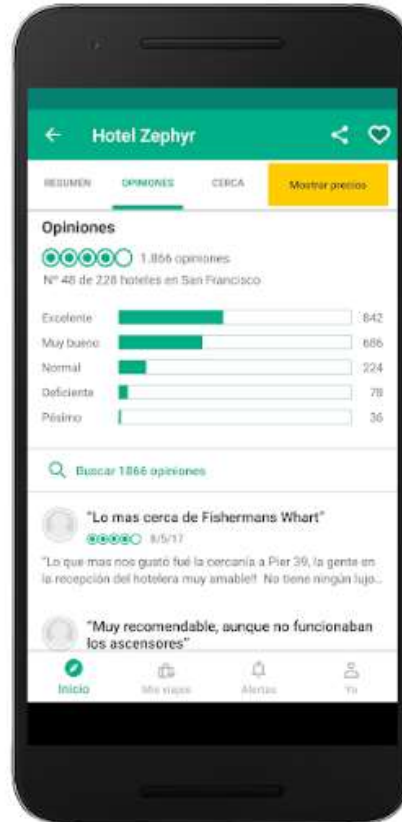 Hotel Zephyr
RESUMEN OPINIONES CERCA Mostrar precios
Opiniones
1.866 opiniones
Nº 48 de 228 hoteles en San Francisco
Excelente 842
Muy bueno 686
Normal 224
Deficiente 78
Pésimo 36
Buscar 1866 opiniones
"Lo mas cerca de Fishermans Whart"
8/5/17
"Lo que mas nos gustó fué la cercanía a Pier 39, la gente en
la recepción del hotelera muy amable!! No tiene ningún lujo...
"Muy recomendable, aunque no funcionaban
los ascensores"
Inicio Mis viajes Alertas Yo